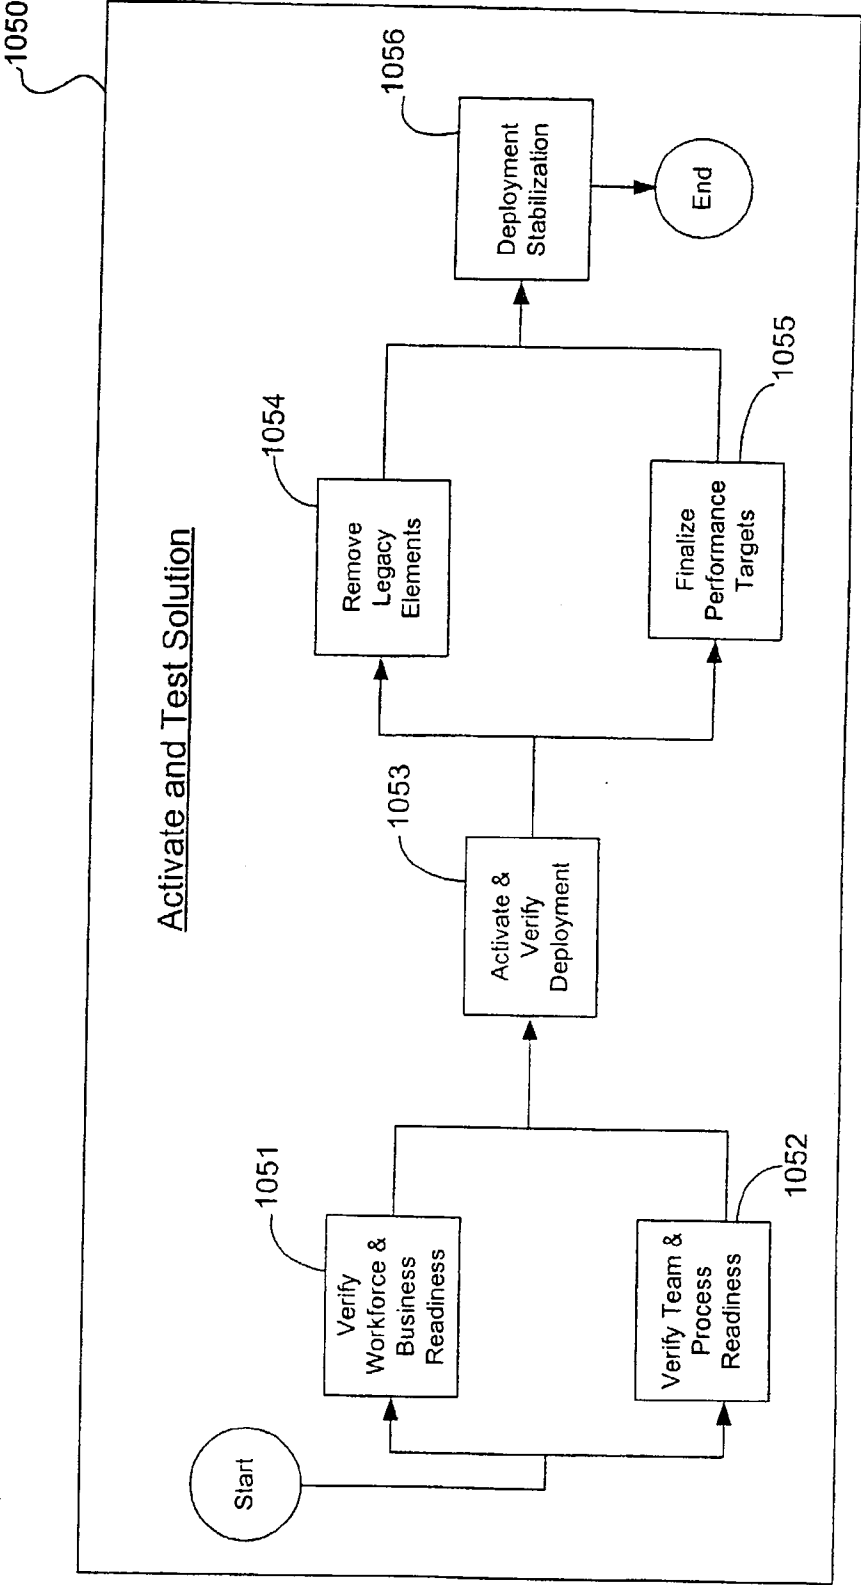 1050
Activate and Test Solution
Start
1051
Verify
Workforce &
Business
Readiness
1052
Verify Team &
Process
Readiness
1053
Activate &
Verify
Deployment
1054
Remove
Legacy
Elements
1055
Finalize
Performance
Targets
1056
Deployment
Stabilization
End